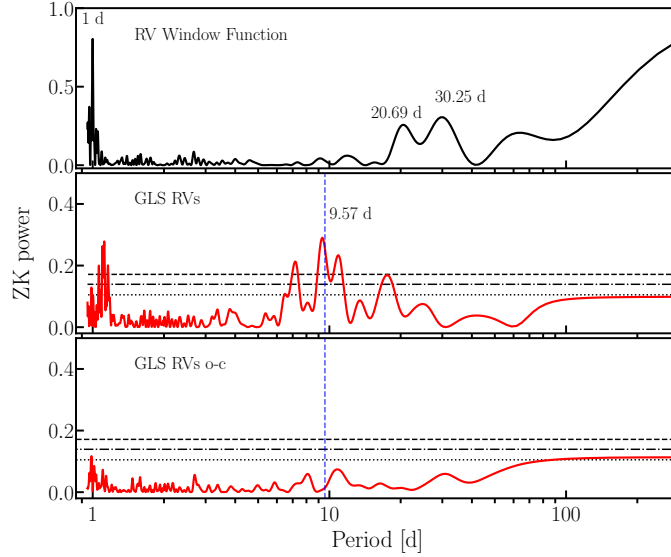 1.0
1 d
RV Window Function
0.5
20.69 d
30.25 d
0.0
GLS RVs
0.4
9.57 d
0.2
0.0
ZK power
GLS RVs o-c
0.4
0.2
0.0
1
10
100
Period [d]